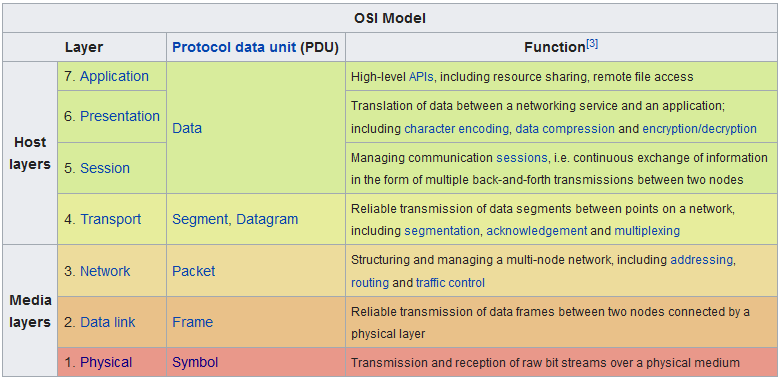 OSI Model
Layer Protocol data unit (PDU) Function[3]
Host
layers
7. Application
Data
High-level APIs, including resource sharing, remote file access
6. Presentation
Translation of data between a networking service and an application;
including character encoding, data compression and encryption/decryption
5. Session
Managing communication sessions, i.e. continuous exchange of information
in the form of multiple back-and-forth transmissions between two nodes
4. Transport
Segment, Datagram
Reliable transmission of data segments between points on a network,
including segmentation, acknowledgement and multiplexing
Media
layers
3. Network
Packet
Structuring and managing a multi-node network, including addressing,
routing and traffic control
2. Data link
Frame
Reliable transmission of data frames between two nodes connected by a
physical layer
1. Physical
Symbol
Transmission and reception of raw bit streams over a physical medium